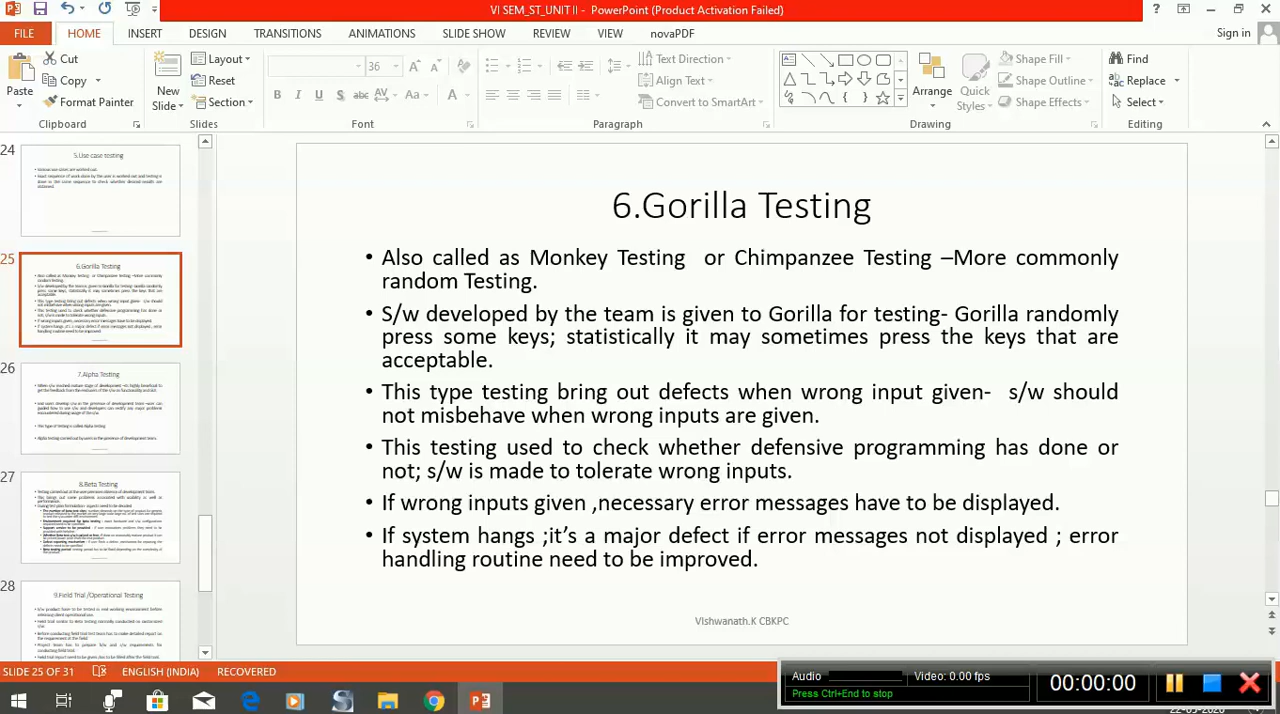 VI SEM_ST_UNIT II - PowerPoint (Product Activation Failed)
?
FILE HOME INSERT DESIGN TRANSITIONS ANIMATIONS SLIDE SHOW REVIEW VIEW novaPDF Sign in
Cut
Copy
Format Painter
Paste
Clipboard
New Slide
Layout
Reset
Section
Slides
36
Font
Text Direction
Align Text
Convert to SmartArt
Paragraph
Arrange
Quick Styles
Shape Fill
Shape Outline
Shape Effects
Drawing
Find
Replace
Select
Editing
24
5.Use case testing
25
6.Gorilla Testing
26
7.Alpha Testing
27
8.Beta Testing
28
9.Field Trial /Operational Testing
6.Gorilla Testing
• Also called as Monkey Testing or Chimpanzee Testing –More commonly
random Testing.
• S/w developed by the team is given to Gorilla for testing- Gorilla randomly
press some keys; statistically it may sometimes press the keys that are
acceptable.
• This type testing bring out defects when wrong input given- s/w should
not misbehave when wrong inputs are given.
• This testing used to check whether defensive programming has done or
not; s/w is made to tolerate wrong inputs.
• If wrong inputs given ,necessary error messages have to be displayed.
• If system hangs ,it's a major defect if error messages not displayed ; error
handling routine need to be improved.
VIshwanath.K CBKPC
SLIDE 25 OF 31 ENGLISH (INDIA) RECOVERED
Audio Video: 0.00 fps
Press Ctrl+End to stop
00:00:00